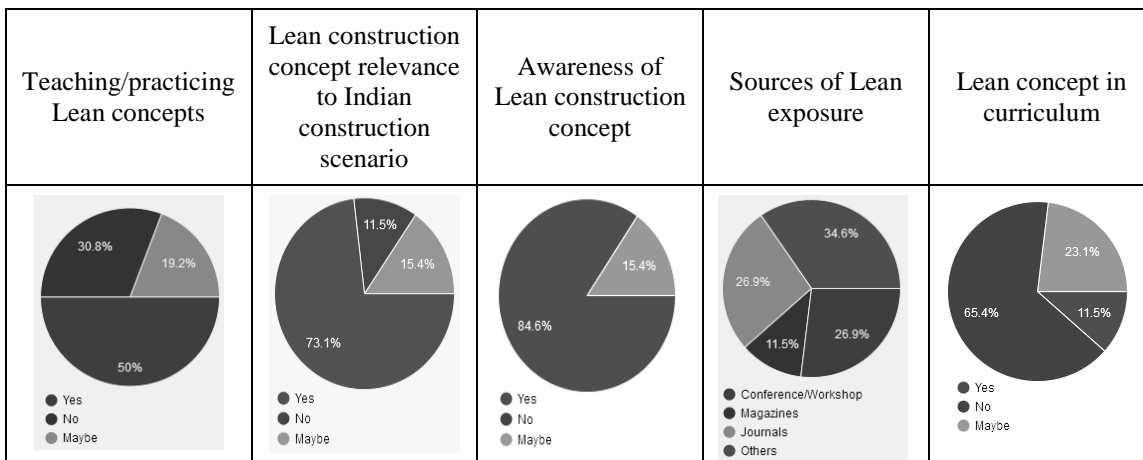 Teaching/practicing
Lean concepts
Lean construction
concept relevance
to Indian
construction
scenario
Awareness of
Lean construction
concept
Sources of Lean
exposure
Lean concept in
curriculum
30.8%
19.2%
50%
Yes
No
Maybe
11.5%
15.4%
73.1%
Yes
No
Maybe
15.4%
84.6%
Yes
No
Maybe
34.6%
26.9%
11.5%
26.9%
Conference/Workshop
Magazines
Journals
Others
23.1%
65.4%
11.5%
Yes
No
Maybe